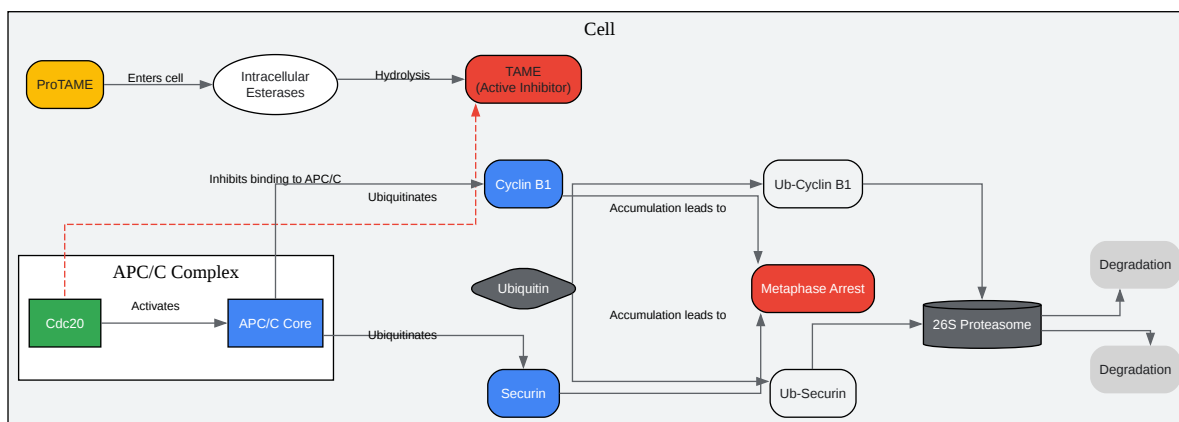 Cell
ProTAME
Enters cell
Intracellular
Esterases
Hydrolysis
TAME
(Active Inhibitor)
Inhibits binding to APC/C
Ubiquitinates
Cyclin B1
Ub-Cyclin B1
Accumulation leads to
APC/C Complex
Cdc20
Activates
APC/C Core
Ubiquitin
Metaphase Arrest
Accumulation leads to
Ubiquitinates
Securin
Ub-Securin
26S Proteasome
Degradation
Degradation